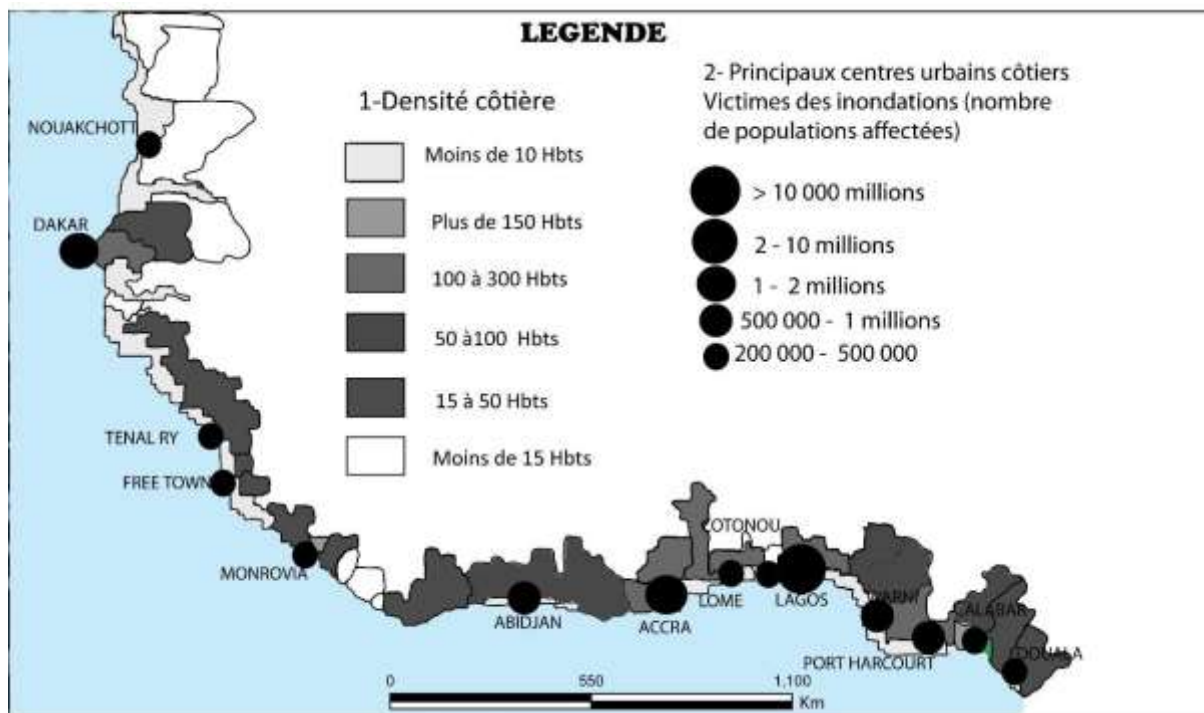 LEGENDE
1-Densité côtière
Moins de 10 Hbts
Plus de 150 Hbts
100 à 300 Hbts
50 à100 Hbts
15 à 50 Hbts
Moins de 15 Hbts
2- Principaux centres urbains côtiers
Victimes des inondations (nombre
de populations affectées)
> 10 000 millions
2 - 10 millions
1 - 2 millions
500 000 - 1 millions
200 000 - 500 000
NOUAKCHOTT
DAKAR
TENAL RY
FREE TOWN
MONROVIA
ABIDJAN
ACCRA
LOME
COTONOU
LAGOS
PORT HARCOURT
CALABAR
DOUALA
0 550 1,100
Km